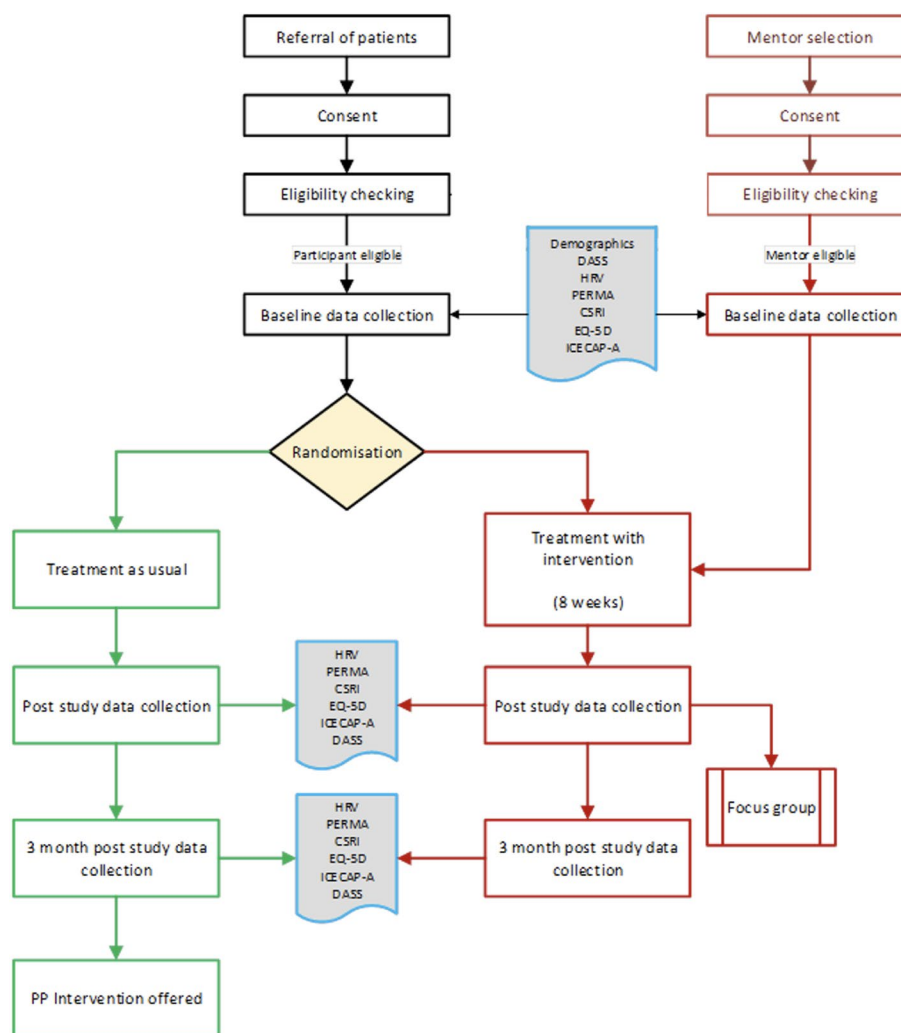 Referral of patients
Mentor selection
Consent
Consent
Eligibility checking
Eligibility checking
Participant eligible
Mentor eligible
Demographics
DASS
HRV
PERMA
CSRI
EQ-5D
ICECAP-A
Baseline data collection
Baseline data collection
Randomisation
Treatment as usual
Treatment with
intervention
(8 weeks)
Post study data collection
HRV
PERMA
CSRI
EQ-5D
ICECAP-A
DASS
Post study data collection
Focus group
3 month post study data
collection
HRV
PERMA
CSRI
EQ-5D
ICECAP-A
DASS
3 month post study data
collection
PP Intervention offered